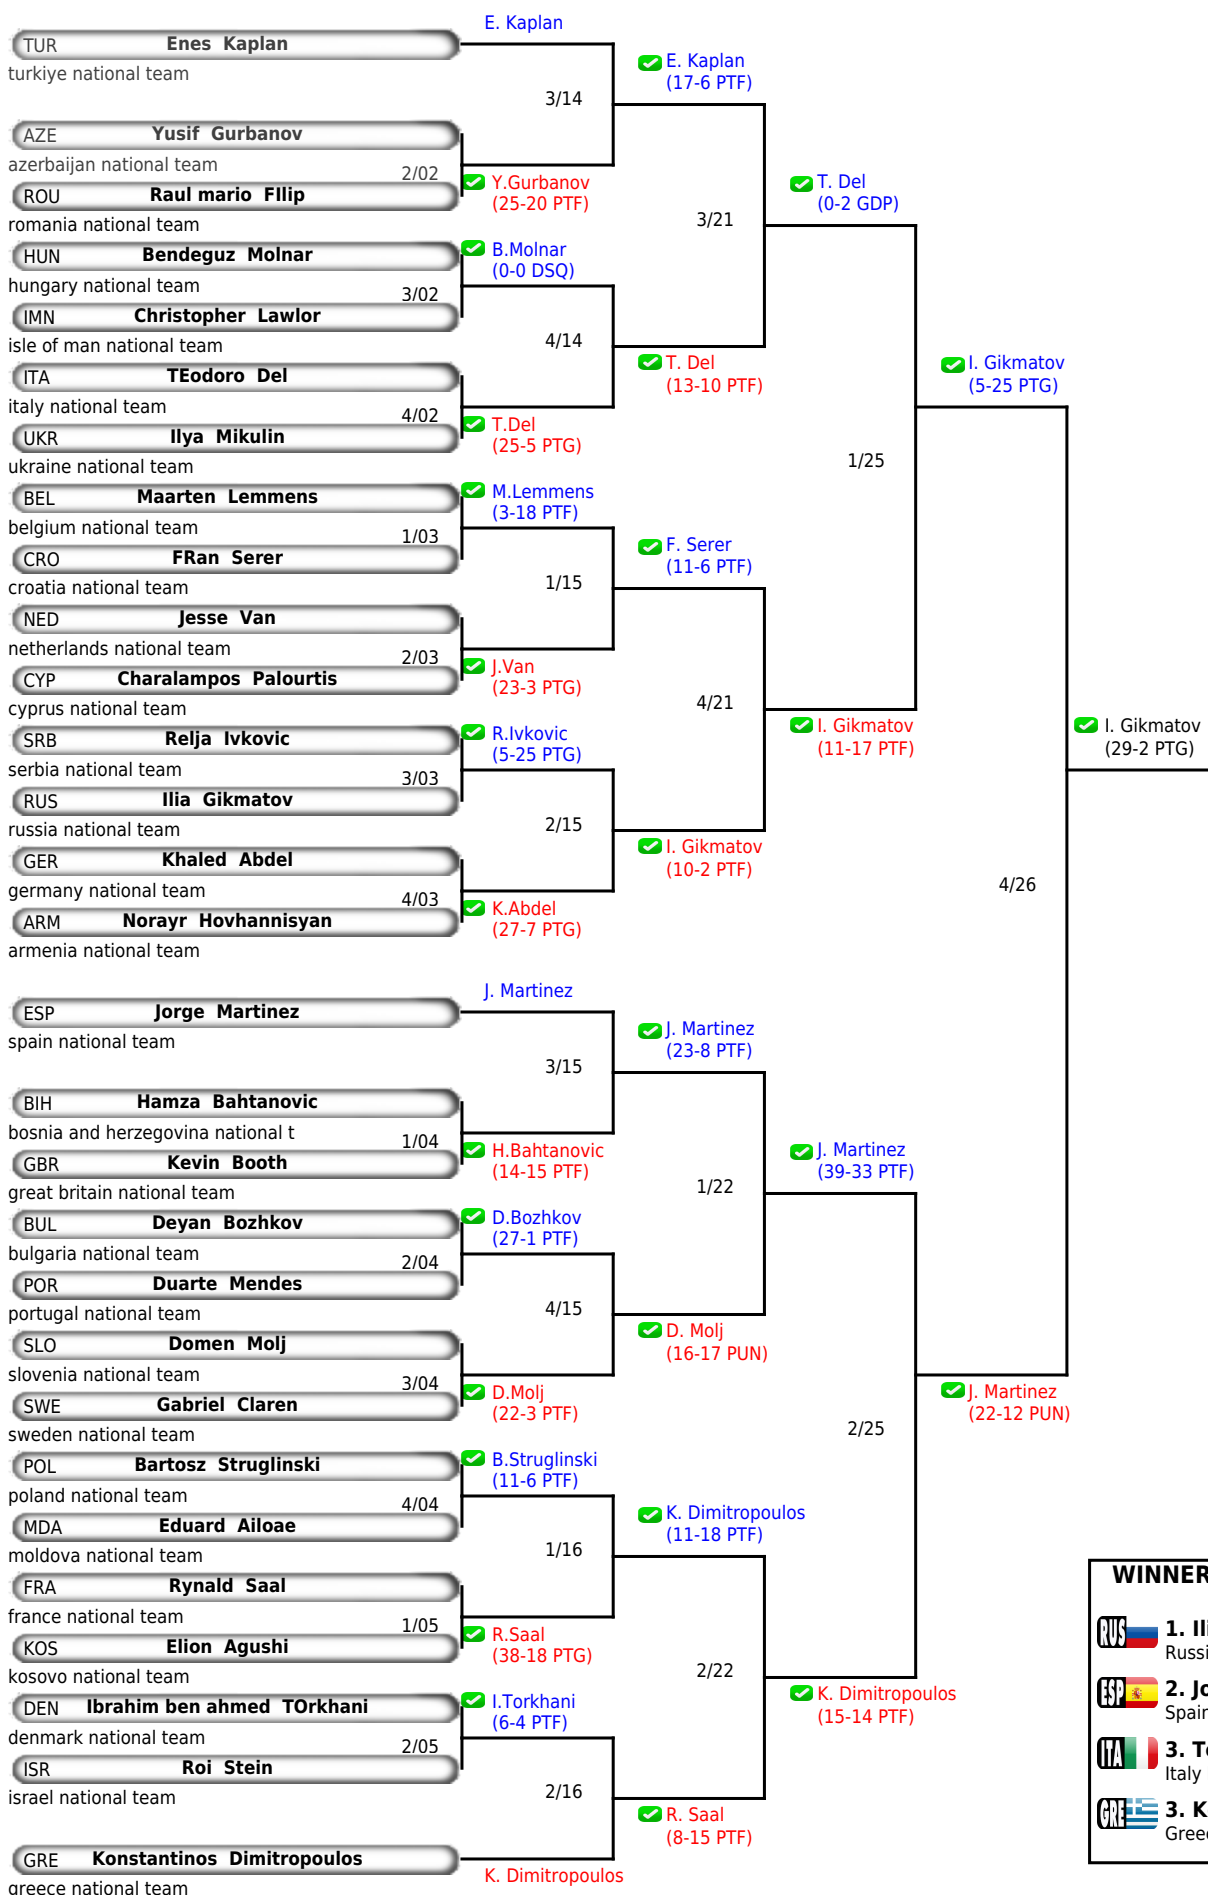 E. Kaplan
TUR Enes Kaplan
turkiye national team
E. Kaplan
(17-6 PTF)
3/14
AZE Yusif Gurbanov
azerbaijan national team
2/02
Y.Gurbanov
(25-20 PTF)
ROU Raul mario FIlip
romania national team
T. Del
(0-2 GDP)
3/21
HUN Bendeguz Molnar
hungary national team
B.Molnar
(0-0 DSQ)
3/02
IMN Christopher Lawlor
isle of man national team
4/14
T. Del
(13-10 PTF)
ITA TEodoro Del
italy national team
4/02
T.Del
(25-5 PTG)
UKR Ilya Mikulin
ukraine national team
I. Gikmatov
(5-25 PTG)
1/25
BEL Maarten Lemmens
belgium national team
M.Lemmens
(3-18 PTF)
1/03
CRO FRan Serer
croatia national team
F. Serer
(11-6 PTF)
1/15
NED Jesse Van
netherlands national team
2/03
J.Van
(23-3 PTG)
CYP Charalampos Palourtis
cyprus national team
4/21
I. Gikmatov
(11-17 PTF)
I. Gikmatov
(29-2 PTG)
SRB Relja Ivkovic
serbia national team
R.Ivkovic
(5-25 PTG)
3/03
RUS Ilia Gikmatov
russia national team
2/15
I. Gikmatov
(10-2 PTF)
GER Khaled Abdel
germany national team
4/03
K.Abdel
(27-7 PTG)
4/26
ARM Norayr Hovhannisyan
armenia national team
J. Martinez
ESP Jorge Martinez
spain national team
J. Martinez
(23-8 PTF)
3/15
BIH Hamza Bahtanovic
bosnia and herzegovina national t
1/04
H.Bahtanovic
(14-15 PTF)
GBR Kevin Booth
great britain national team
J. Martinez
(39-33 PTF)
1/22
BUL Deyan Bozhkov
bulgaria national team
D.Bozhkov
(27-1 PTF)
2/04
POR Duarte Mendes
portugal national team
4/15
D. Molj
(16-17 PUN)
SLO Domen Molj
slovenia national team
3/04
D.Molj
(22-3 PTF)
SWE Gabriel Claren
sweden national team
J. Martinez
(22-12 PUN)
2/25
POL Bartosz Struglinski
poland national team
B.Struglinski
(11-6 PTF)
4/04
MDA Eduard Ailoae
moldova national team
K. Dimitropoulos
(11-18 PTF)
1/16
FRA Rynald Saal
france national team
1/05
R.Saal
(38-18 PTG)
KOS Elion Agushi
kosovo national team
2/22
K. Dimitropoulos
(15-14 PTF)
DEN Ibrahim ben ahmed TOrkhani
denmark national team
I.Torkhani
(6-4 PTF)
2/05
ISR Roi Stein
israel national team
2/16
R. Saal
(8-15 PTF)
GRE Konstantinos Dimitropoulos
K. Dimitropoulos
greece national team
WINNER
RUS 1. Ili
Russi
ESP 2. Jo
Spain
ITA 3. Te
Italy
GRE 3. K
Greec